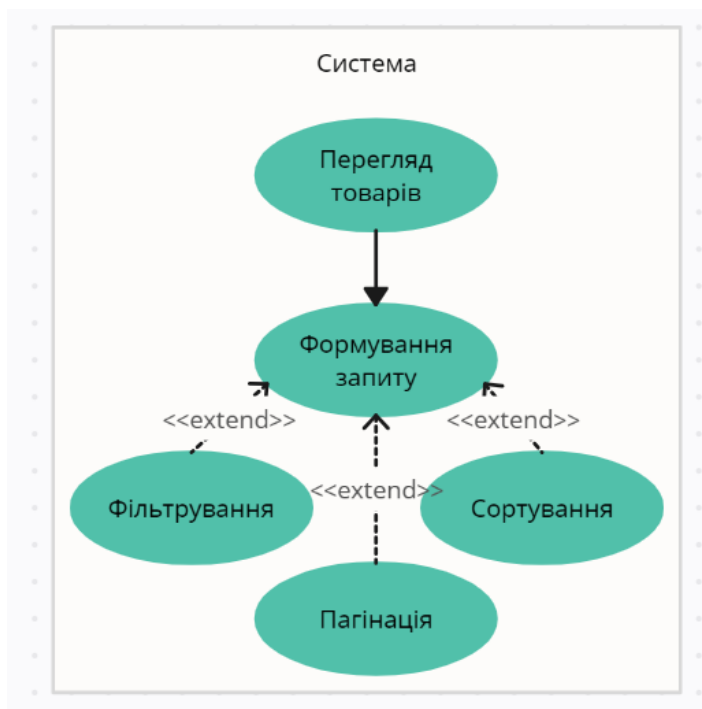 Система
Перегляд
товарів
Формування
запиту
<<extend>>
<<extend>>
<<extend>>
Фільтрування
Сортування
Пагінація